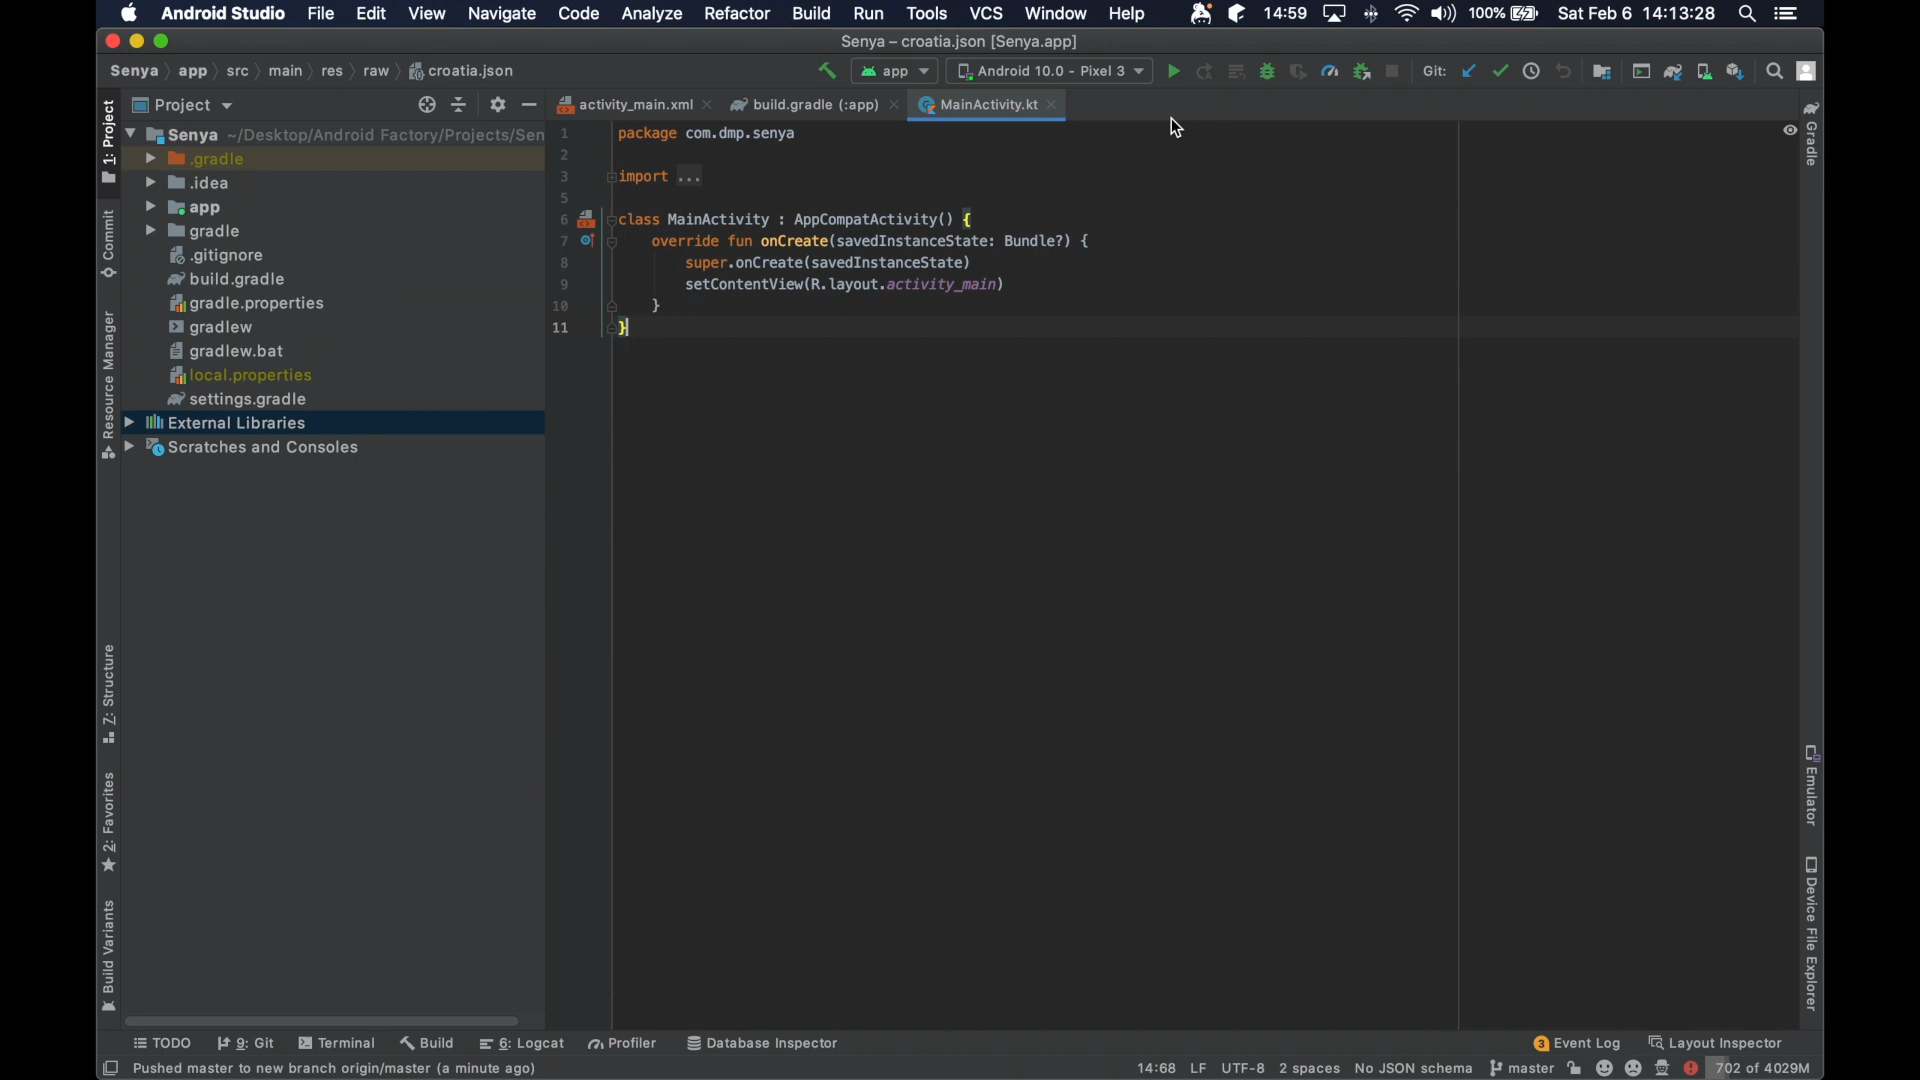 Android Studio File Edit View Navigate Code Analyze Refactor Build Run Tools VCS Window Help 14:59 100% Sat Feb 6 14:13:28
Senya – croatia.json [Senya.app]
Senya app src main res raw croatia.json app Android 10.0 - Pixel 3 Git:
Project activity_main.xml build.gradle (:app) MainActivity.kt
1: Project
Commit
Resource Manager
Z: Structure
2: Favorites
Build Variants
Senya ~/Desktop/Android Factory/Projects/Sen
.gradle
.idea
app
gradle
.gitignore
build.gradle
gradle.properties
gradlew
gradlew.bat
local.properties
settings.gradle
External Libraries
Scratches and Consoles
1 package com.dmp.senya
2
3 import ...
5
6 class MainActivity : AppCompatActivity() {
7 override fun onCreate(savedInstanceState: Bundle?) {
8 super.onCreate(savedInstanceState)
9 setContentView(R.layout.activity_main)
10 }
11 }
Gradle
Emulator
Device File Explorer
TODO 9: Git Terminal Build 6: Logcat Profiler Database Inspector 3 Event Log Layout Inspector
Pushed master to new branch origin/master (a minute ago) 14:68 LF UTF-8 2 spaces No JSON schema master 702 of 4029M